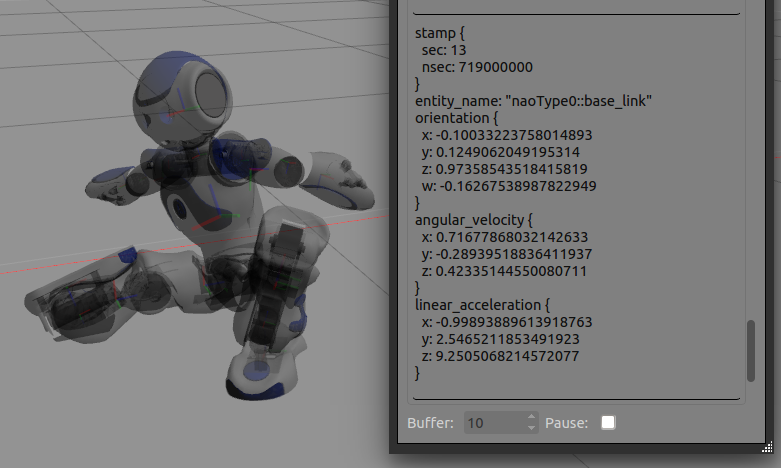 stamp {
sec: 13
nsec: 719000000
}
entity_name: "naoType0::base_link"
orientation {
x: -0.10033223758014893
y: 0.1249062049195314
z: 0.97358543518415819
w: -0.16267538987822949
}
angular_velocity {
x: 0.71677868032142633
y: -0.28939518836411937
z: 0.42335144550080711
}
linear_acceleration {
x: -0.99893889613918763
y: 2.5465211853491923
z: 9.2505068214572077
}
Buffer: 10 Pause: